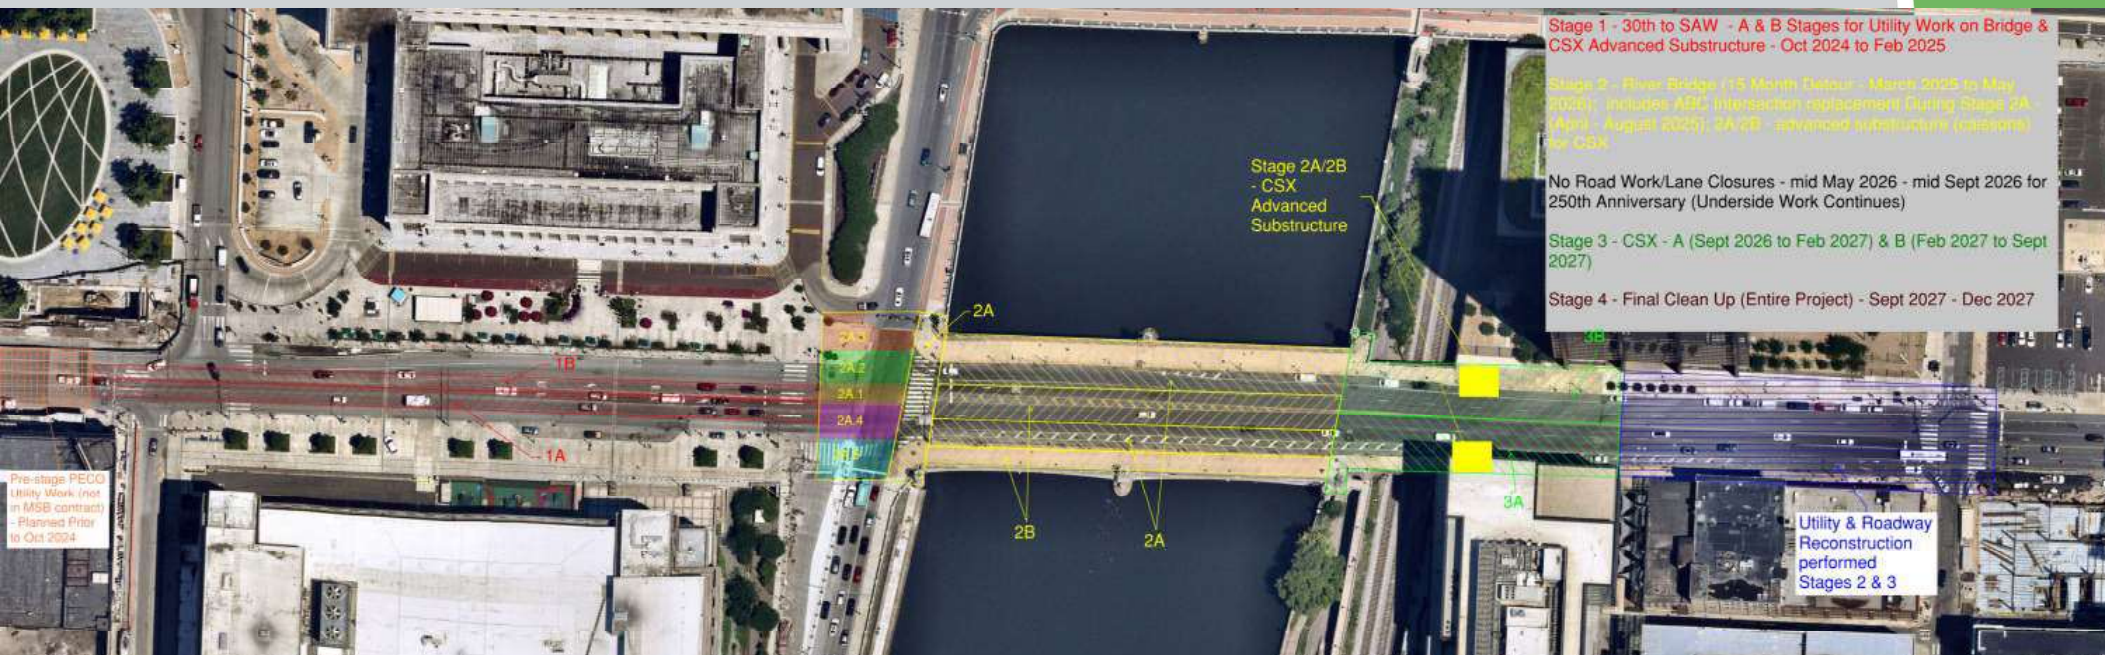 Stage 1 - 30th to SAW - A & B Stages for Utility Work on Bridge &
CSX Advanced Substructure - Oct 2024 to Feb 2025
Stage 2 - River Bridge (15 Month Detour - March 2025 to May
2026); includes ABC Intersection replacement During Stage 2A -
(April - August 2025); 2A/2B - advanced substructure (caissons)
for CSX
No Road Work/Lane Closures - mid May 2026 - mid Sept 2026 for
250th Anniversary (Underside Work Continues)
Stage 3 - CSX - A (Sept 2026 to Feb 2027) & B (Feb 2027 to Sept
2027)
Stage 4 - Final Clean Up (Entire Project) - Sept 2027 - Dec 2027
Stage 2A/2B
- CSX
Advanced
Substructure
2A
3B
1B
2A.2
2A.1
2A.4
1A
3A
2B
2A
Pre-stage PECO
Utility Work (not
in MSB contract)
- Planned Prior
to Oct 2024
Utility & Roadway
Reconstruction
performed
Stages 2 & 3